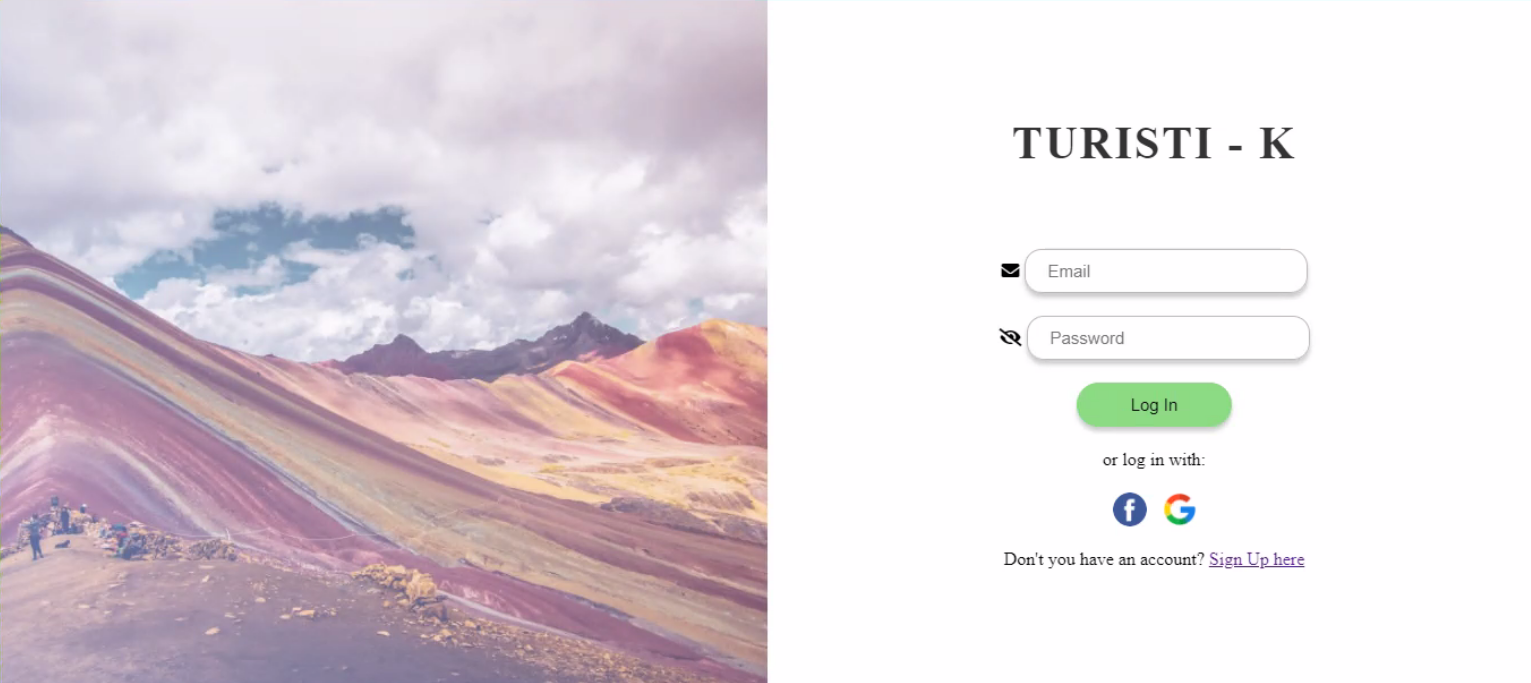 TURISTI - K
Email
Password
Log In
or log in with:
Don't you have an account? Sign Up here